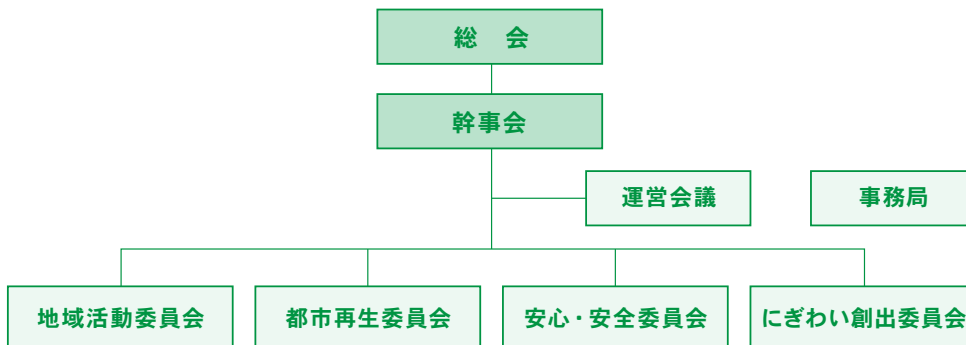 総　会
幹事会
運営会議
事務局
地域活動委員会
都市再生委員会
安心・安全委員会
にぎわい創出委員会